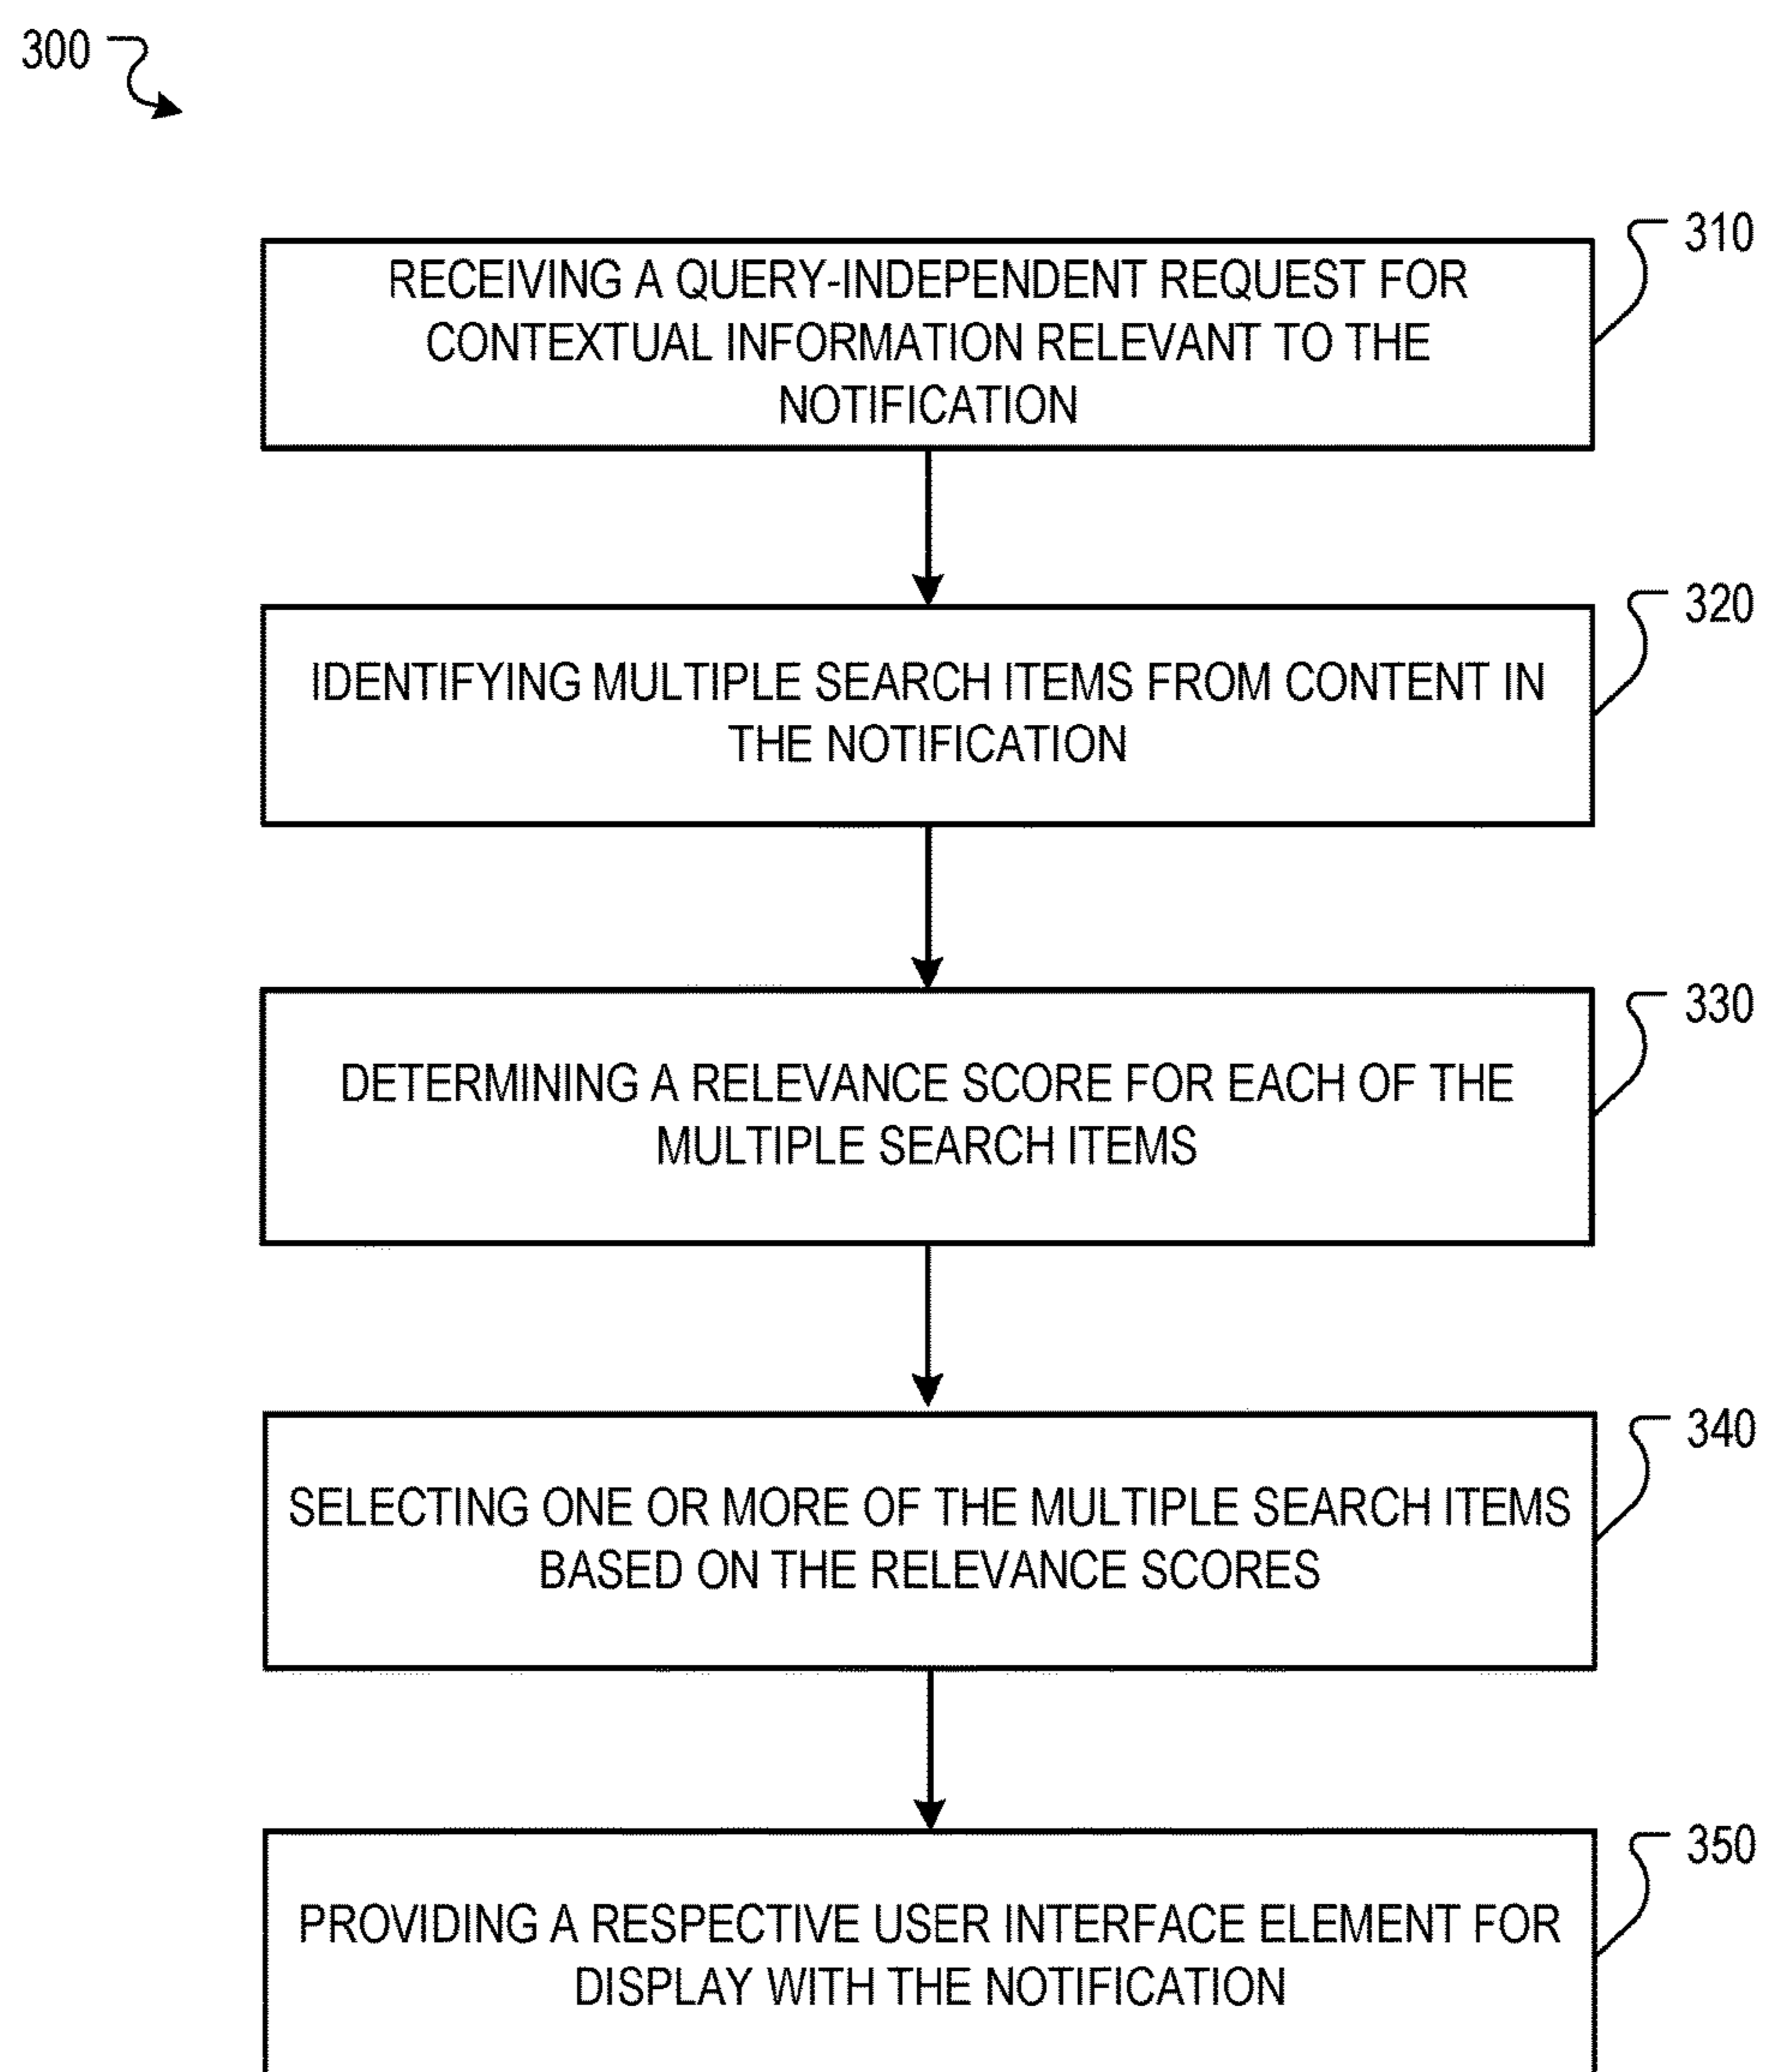 300
310
RECEIVING A QUERY-INDEPENDENT REQUEST FOR
CONTEXTUAL INFORMATION RELEVANT TO THE
NOTIFICATION
320
IDENTIFYING MULTIPLE SEARCH ITEMS FROM CONTENT IN
THE NOTIFICATION
330
DETERMINING A RELEVANCE SCORE FOR EACH OF THE
MULTIPLE SEARCH ITEMS
340
SELECTING ONE OR MORE OF THE MULTIPLE SEARCH ITEMS
BASED ON THE RELEVANCE SCORES
350
PROVIDING A RESPECTIVE USER INTERFACE ELEMENT FOR
DISPLAY WITH THE NOTIFICATION